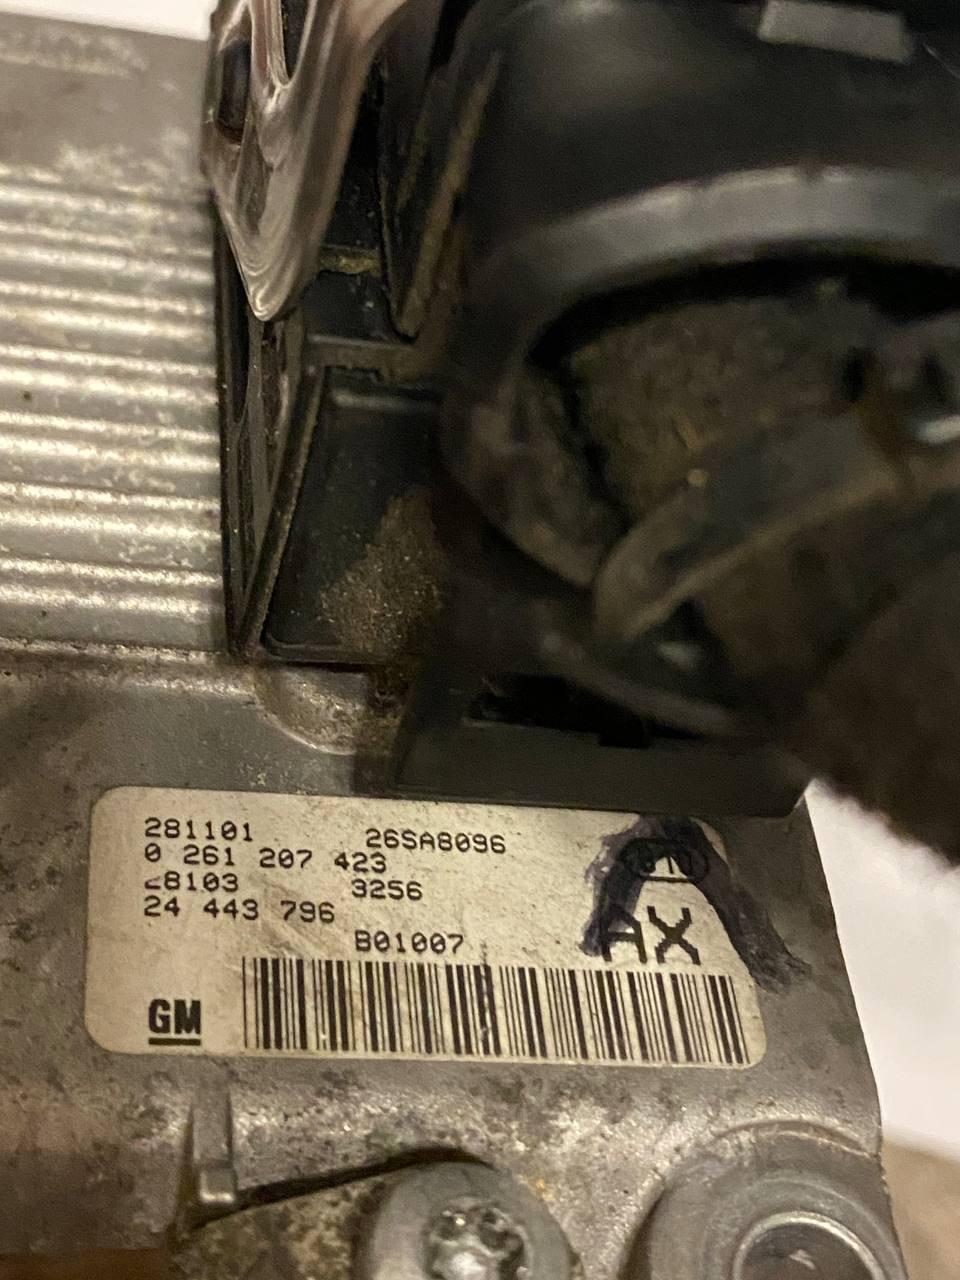 281101 26SA8096
0 261 207 423
<8103 3256
24 443 796
AX
B01007
GM